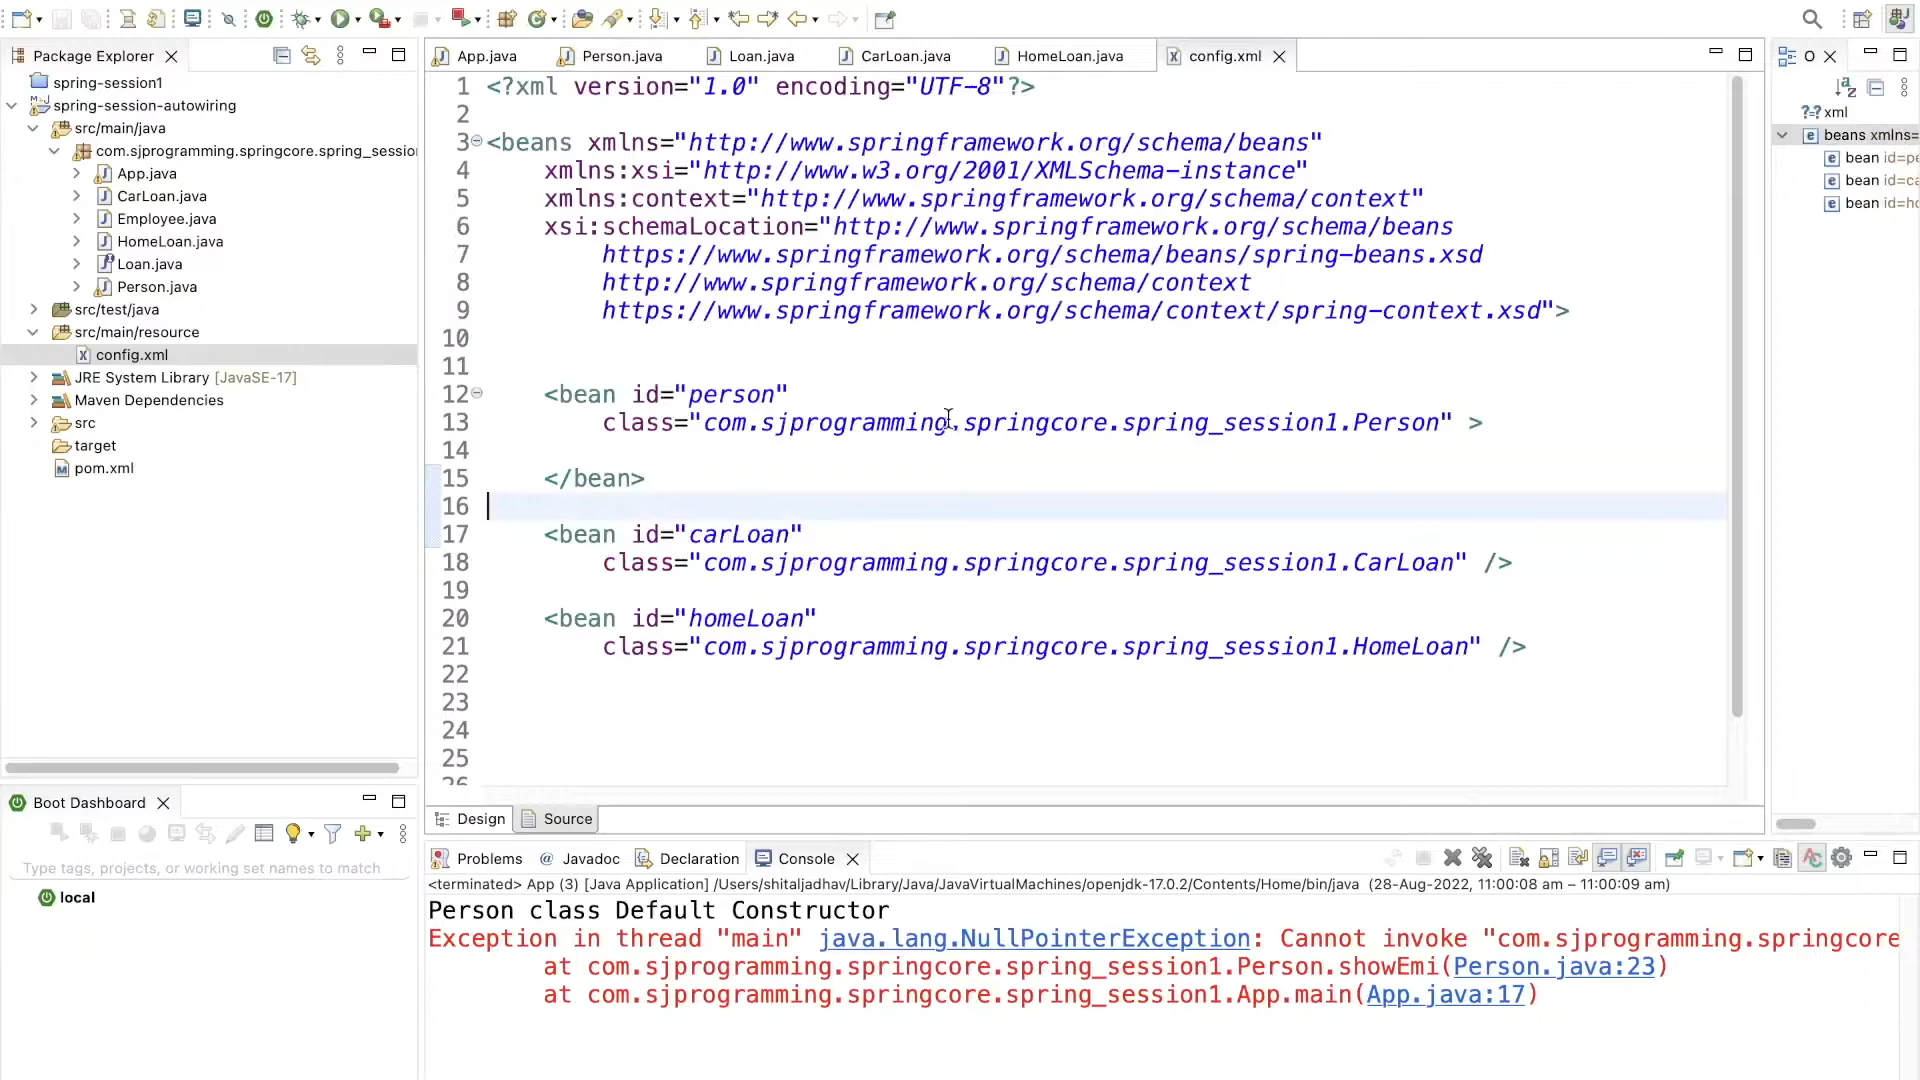 Package Explorer
spring-session1
spring-session-autowiring
src/main/java
com.sjprogramming.springcore.spring_session
App.java
CarLoan.java
Employee.java
HomeLoan.java
Loan.java
Person.java
src/test/java
src/main/resource
config.xml
JRE System Library [JavaSE-17]
Maven Dependencies
src
target
pom.xml
Boot Dashboard
Type tags, projects, or working set names to match
local
App.java Person.java Loan.java CarLoan.java HomeLoan.java config.xml
1 <?xml version="1.0" encoding="UTF-8"?>
2
3 <beans xmlns="http://www.springframework.org/schema/beans"
4 xmlns:xsi="http://www.w3.org/2001/XMLSchema-instance"
5 xmlns:context="http://www.springframework.org/schema/context"
6 xsi:schemaLocation="http://www.springframework.org/schema/beans
7 https://www.springframework.org/schema/beans/spring-beans.xsd
8 http://www.springframework.org/schema/context
9 https://www.springframework.org/schema/context/spring-context.xsd">
10
11
12 <bean id="person"
13 class="com.sjprogramming.springcore.spring_session1.Person" >
14
15 </bean>
16
17 <bean id="carLoan"
18 class="com.sjprogramming.springcore.spring_session1.CarLoan" />
19
20 <bean id="homeLoan"
21 class="com.sjprogramming.springcore.spring_session1.HomeLoan" />
22
23
24
25
26
Design Source
Problems @ Javadoc Declaration Console
<terminated> App (3) [Java Application] /Users/shitaljadhav/Library/Java/JavaVirtualMachines/openjdk-17.0.2/Contents/Home/bin/java (28-Aug-2022, 11:00:08 am – 11:00:09 am)
Person class Default Constructor
Exception in thread "main" java.lang.NullPointerException: Cannot invoke "com.sjprogramming.springcore
at com.sjprogramming.springcore.spring_session1.Person.showEmi(Person.java:23)
at com.sjprogramming.springcore.spring_session1.App.main(App.java:17)
O
?=? xml
beans xmlns=
bean id=pe
bean id=ca
bean id=ho